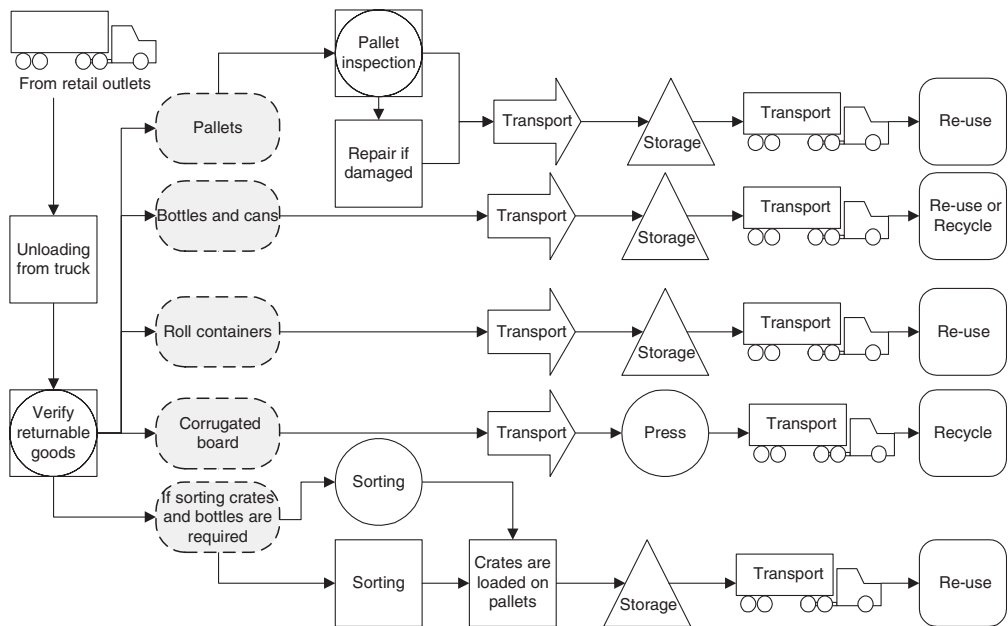 From retail outlets
Unloading
from truck
Verify
returnable
goods
Pallets
Pallet
inspection
Repair if
damaged
Transport
Storage
Transport
Re-use
Bottles and cans
Transport
Storage
Transport
Re-use or
Recycle
Roll containers
Transport
Storage
Transport
Re-use
Corrugated
board
Transport
Press
Transport
Recycle
If sorting crates
and bottles are
required
Sorting
Sorting
Crates are
loaded on
pallets
Storage
Transport
Re-use